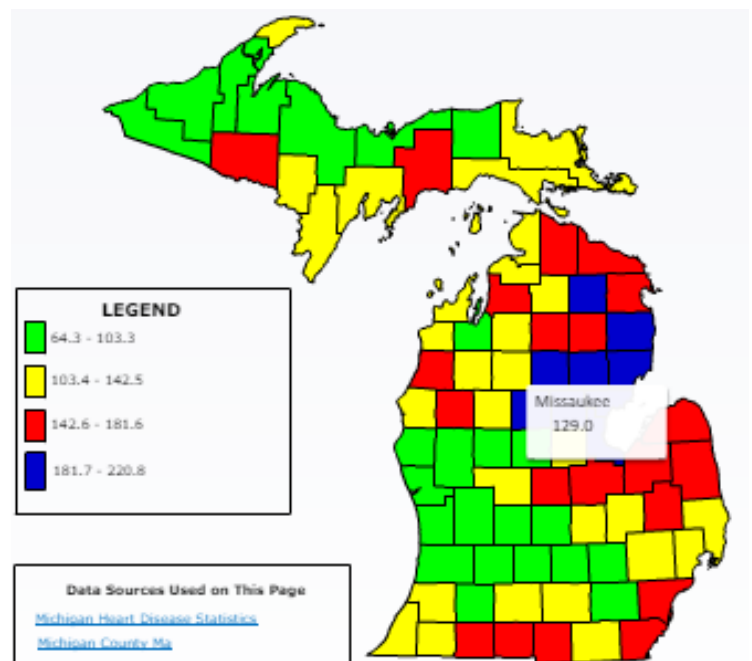 LEGEND
64.3 - 103.3
103.4 - 142.5
142.6 - 181.6
181.7 - 220.8
Missaukee
129.0
Data Sources Used on This Page
Michigan Heart Disease Statistics
Michigan County Ma